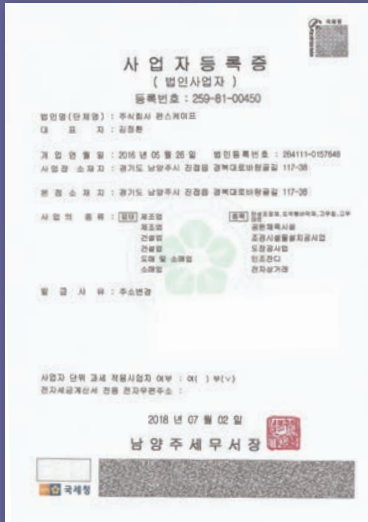 사업자등록증
( 법인사업자 )
등록번호 : 259-81-00450
법인명(단체명) : 주식회사 원스케이프
대 표 자 : 김정환
개 업 연 월 일 : 2016 년 05 월 26 일 법인등록번호 : 284111-0157648
사업장 소재지 : 경기도 남양주시 진접읍 경복대로바람골길 117-38
본 점 소 재 지 : 경기도 남양주시 진접읍 경복대로바람골길 117-38
사 업 의 종 류 : 업태 제조업 종목
제조업 공원체육시설
건설업 조경시설물설치공사업
건설업 도장공사업
도매 및 소매업 인조잔디
소매업 전자상거래
발 급 사 유 : 주소변경
사업자 단위 과세 적용사업자 여부 : 여( ) 부(∨)
전자세금계산서 전용 전자우편주소 :
2018 년 07 월 02 일
남양주세무서장
국세청